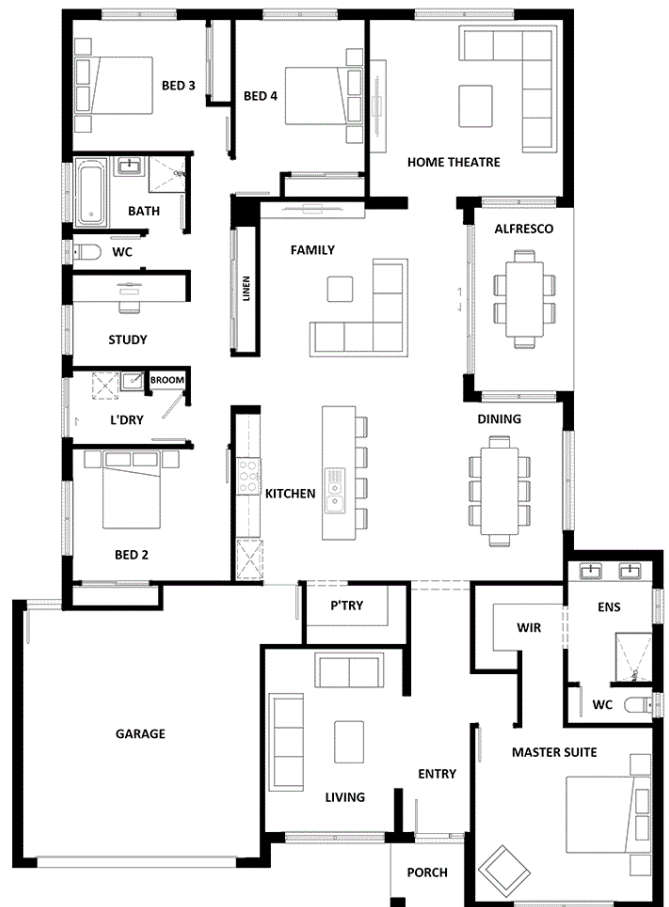 BED 3
BED 4
HOME THEATRE
BATH
ALFRESCO
WC
FAMILY
LINEN
STUDY
BROOM
L'DRY
DINING
KITCHEN
BED 2
P'TRY
ENS
WIR
WC
GARAGE
MASTER SUITE
ENTRY
LIVING
PORCH